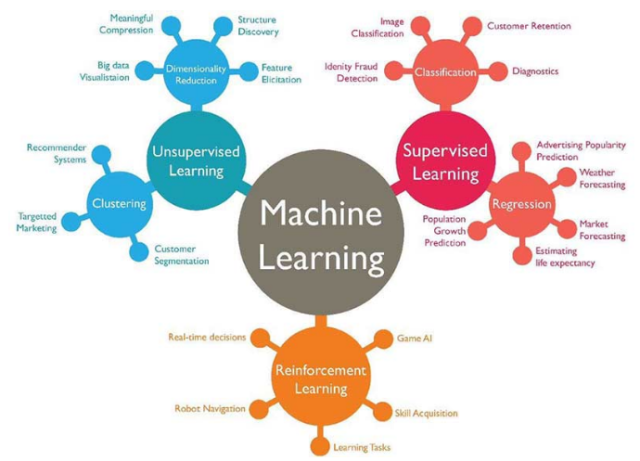 Meaningful
Compression
Structure
Discovery
Big data
Visualistaion
Dimensionality
Reduction
Feature
Elicitation
Unsupervised
Learning
Recommender
Systems
Clustering
Targetted
Marketing
Customer
Segmentation
Machine
Learning
Image
Classification
Customer Retention
Idenity Fraud
Detection
Classification
Diagnostics
Supervised
Learning
Advertising Popularity
Prediction
Weather
Forecasting
Regression
Population
Growth
Prediction
Market
Forecasting
Estimating
life expectancy
Real-time decisions
Game AI
Reinforcement
Learning
Robot Navigation
Skill Acquisition
Learning Tasks